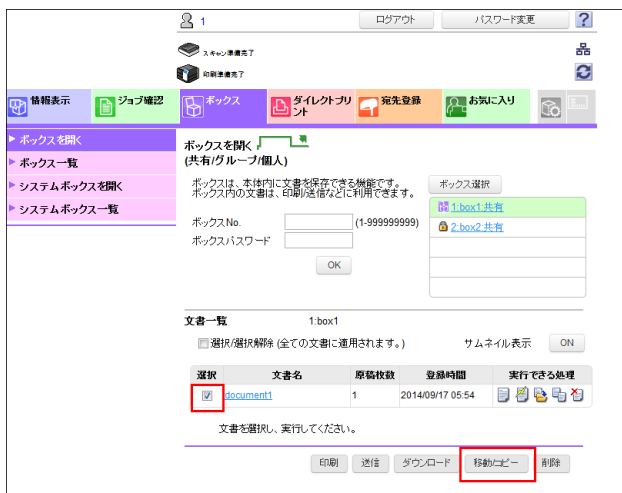 1 ログアウト パスワード変更 ?
スキャン準備完了
印刷準備完了
情報表示 ジョブ確認 ボックス ダイレクトプリント 宛先登録 お気に入り
ボックスを開く
ボックス一覧
システムボックスを開く
システムボックス一覧
ボックスを開く
(共有/グループ/個人)
ボックスは、本体内に文書を保存できる機能です。
ボックス内の文書は、印刷/送信などに利用できます。
ボックス選択
1:box1:共有
2:box2:共有
ボックスNo. (1-999999999)
ボックスパスワード
OK
文書一覧 1:box1
選択/選択解除 (全ての文書に適用されます。) サムネイル表示 ON
選択 文書名 原稿枚数 登録時間 実行できる処理
document1 1 2014/09/17 05:54
文書を選択し、実行してください。
印刷 送信 ダウンロード 移動/コピー 削除